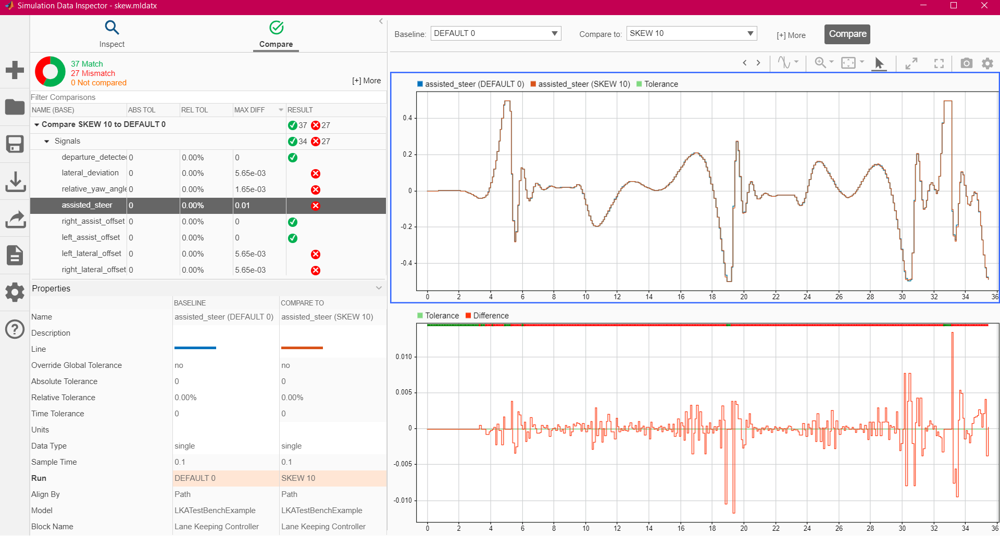 Simulation Data Inspector - skew.mldatx
Inspect
Compare
37 Match
27 Mismatch
0 Not compared
[+] More
Filter Comparisons
NAME (BASE) ABS TOL REL TOL MAX DIFF RESULT
Compare SKEW 10 to DEFAULT 0 37 27
Signals 34 27
departure_detected 0 0.00% 0
lateral_deviation 0 0.00% 5.65e-03
relative_yaw_angle 0 0.00% 1.65e-03
assisted_steer 0 0.00% 0.01
right_assist_offset 0 0.00% 0
left_assist_offset 0 0.00% 0
left_lateral_offset 0 0.00% 5.65e-03
right_lateral_offset 0 0.00% 5.65e-03
Properties
BASELINE COMPARE TO
Name assisted_steer (DEFAULT 0) assisted_steer (SKEW 10)
Description
Line
Override Global Tolerance no no
Absolute Tolerance 0 0
Relative Tolerance 0.00% 0.00%
Time Tolerance 0 0
Units
Data Type single single
Sample Time 0.1 0.1
Run DEFAULT 0 SKEW 10
Align By Path Path
Model LKATestBenchExample LKATestBenchExample
Block Name Lane Keeping Controller Lane Keeping Controller
Baseline: DEFAULT 0 Compare to: SKEW 10 [+] More Compare
assisted_steer (DEFAULT 0) assisted_steer (SKEW 10) Tolerance
0.4
0.2
0
-0.2
-0.4
0 2 4 6 8 10 12 14 16 18 20 22 24 26 28 30 32 34 36
Tolerance Difference
0.010
0.005
0
-0.005
-0.010
0 2 4 6 8 10 12 14 16 18 20 22 24 26 28 30 32 34 36